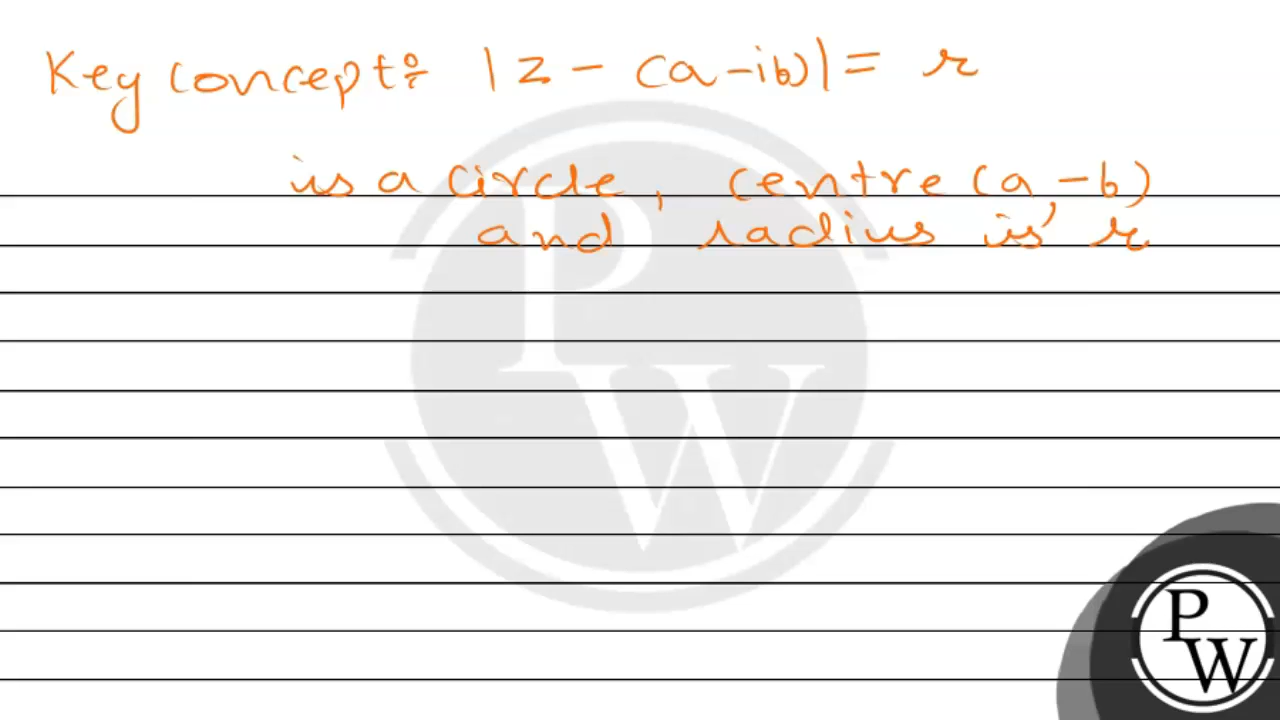 Key concept: |z - (a-ib)| = r
is a circle, centre (a, -b)
and radius is r
P
W
P
W